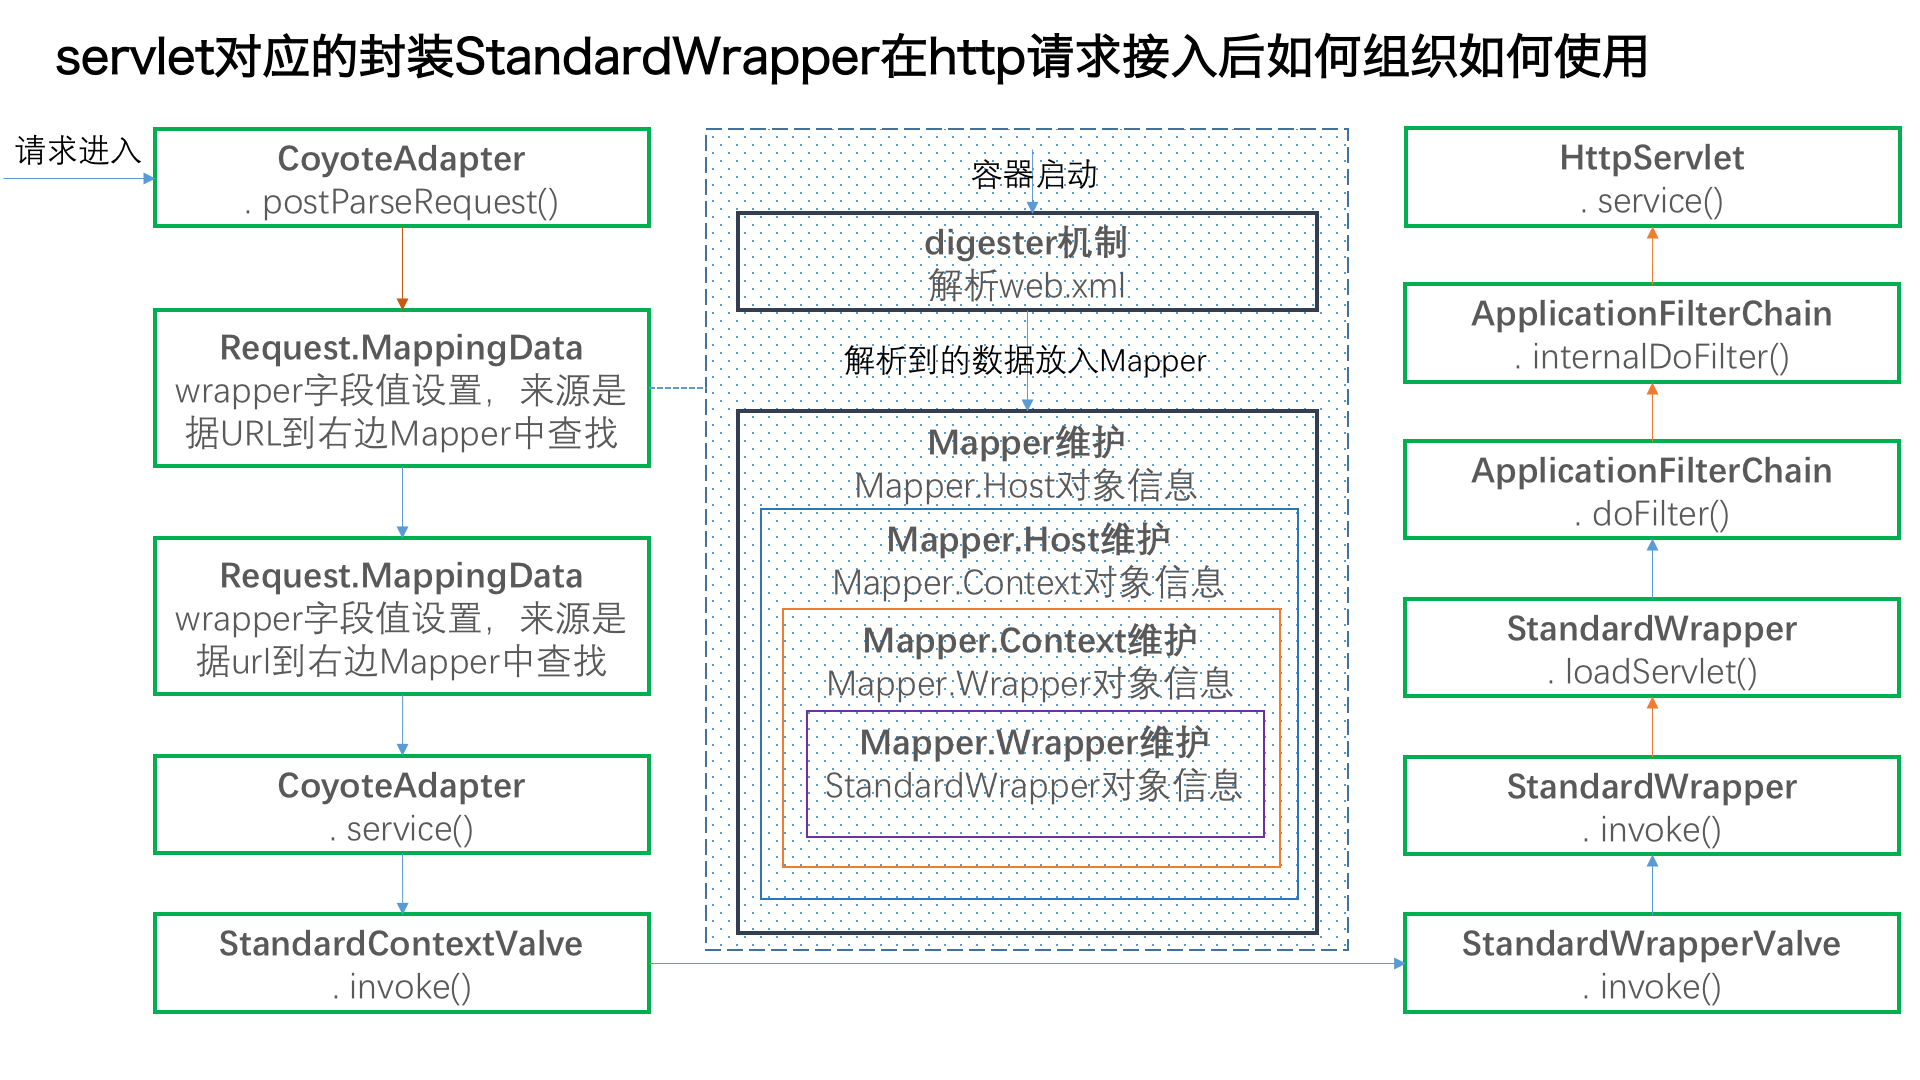 servlet对应的封装StandardWrapper在http请求接入后如何组织如何使用
请求进入
CoyoteAdapter
. postParseRequest()
Request.MappingData
wrapper字段值设置，来源是
据URL到右边Mapper中查找
Request.MappingData
wrapper字段值设置，来源是
据url到右边Mapper中查找
CoyoteAdapter
. service()
StandardContextValve
. invoke()
容器启动
digester机制
解析web.xml
解析到的数据放入Mapper
Mapper维护
Mapper.Host对象信息
Mapper.Host维护
Mapper.Context对象信息
Mapper.Context维护
Mapper.Wrapper对象信息
Mapper.Wrapper维护
StandardWrapper对象信息
HttpServlet
. service()
ApplicationFilterChain
. internalDoFilter()
ApplicationFilterChain
. doFilter()
StandardWrapper
. loadServlet()
StandardWrapper
. invoke()
StandardWrapperValve
. invoke()